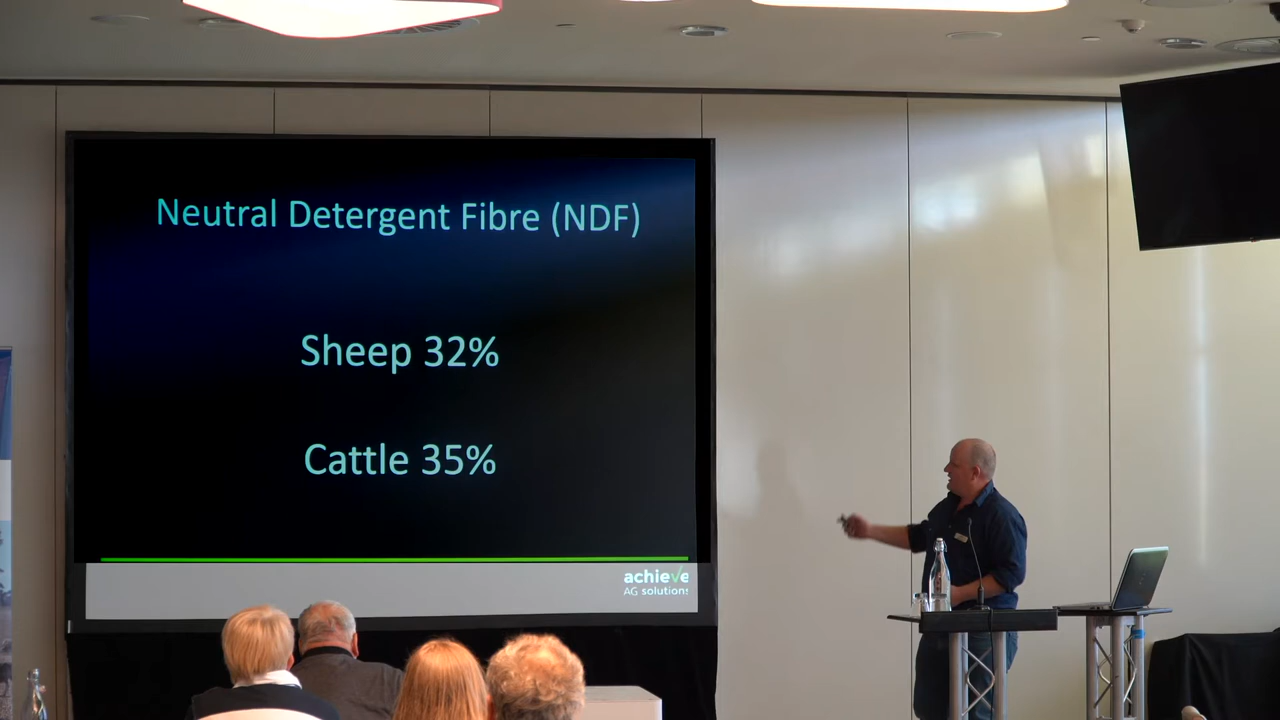 Neutral Detergent Fibre (NDF)
Sheep 32%
Cattle 35%
achieve
AG solutions